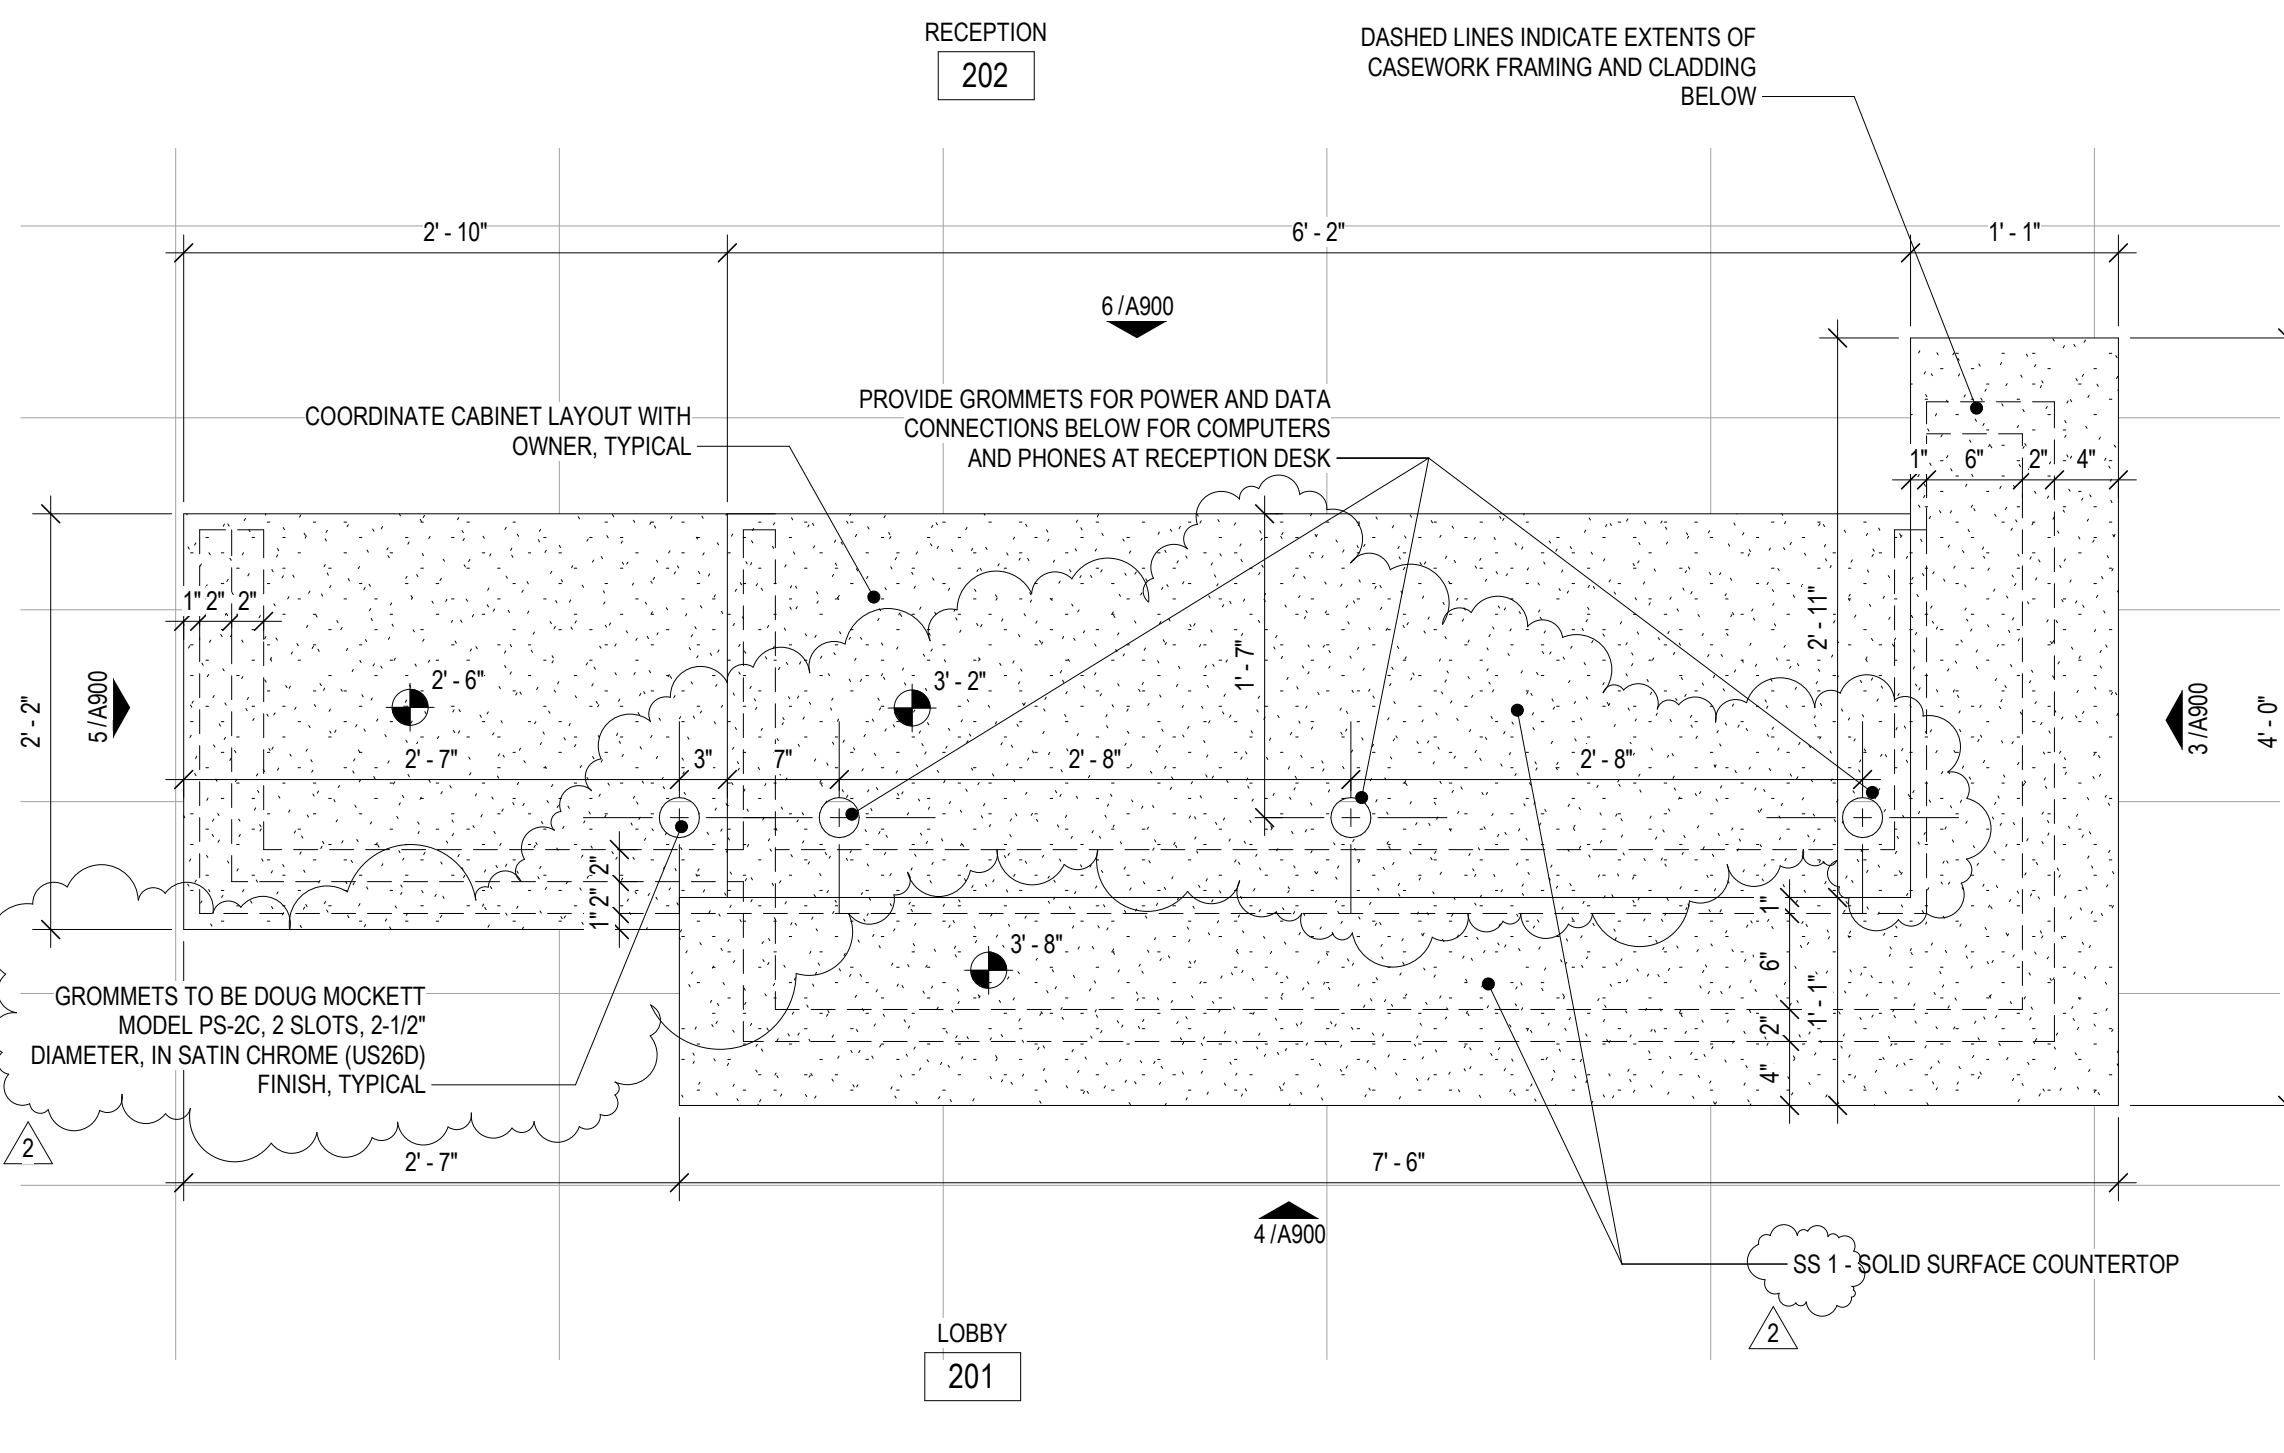 RECEPTION
202
DASHED LINES INDICATE EXTENTS OF
CASEWORK FRAMING AND CLADDING
BELOW
2' - 10"
6' - 2"
1' - 1"
6 / A900
COORDINATE CABINET LAYOUT WITH
OWNER, TYPICAL
PROVIDE GROMMETS FOR POWER AND DATA
CONNECTIONS BELOW FOR COMPUTERS
AND PHONES AT RECEPTION DESK
1"
6"
2"
4"
1"
2"
2"
2' - 11"
1' - 7"
2' - 2"
5 / A900
2' - 6"
3' - 2"
3 / A900
4' - 0"
2' - 7"
3"
7"
2' - 8"
2' - 8"
2"
2"
1"
1"
6"
2"
4"
1' - 1"
3' - 8"
GROMMETS TO BE DOUG MOCKETT
MODEL PS-2C, 2 SLOTS, 2-1/2"
DIAMETER, IN SATIN CHROME (US26D)
FINISH, TYPICAL
2
2' - 7"
7' - 6"
4 / A900
SS 1 - SOLID SURFACE COUNTERTOP
2
LOBBY
201